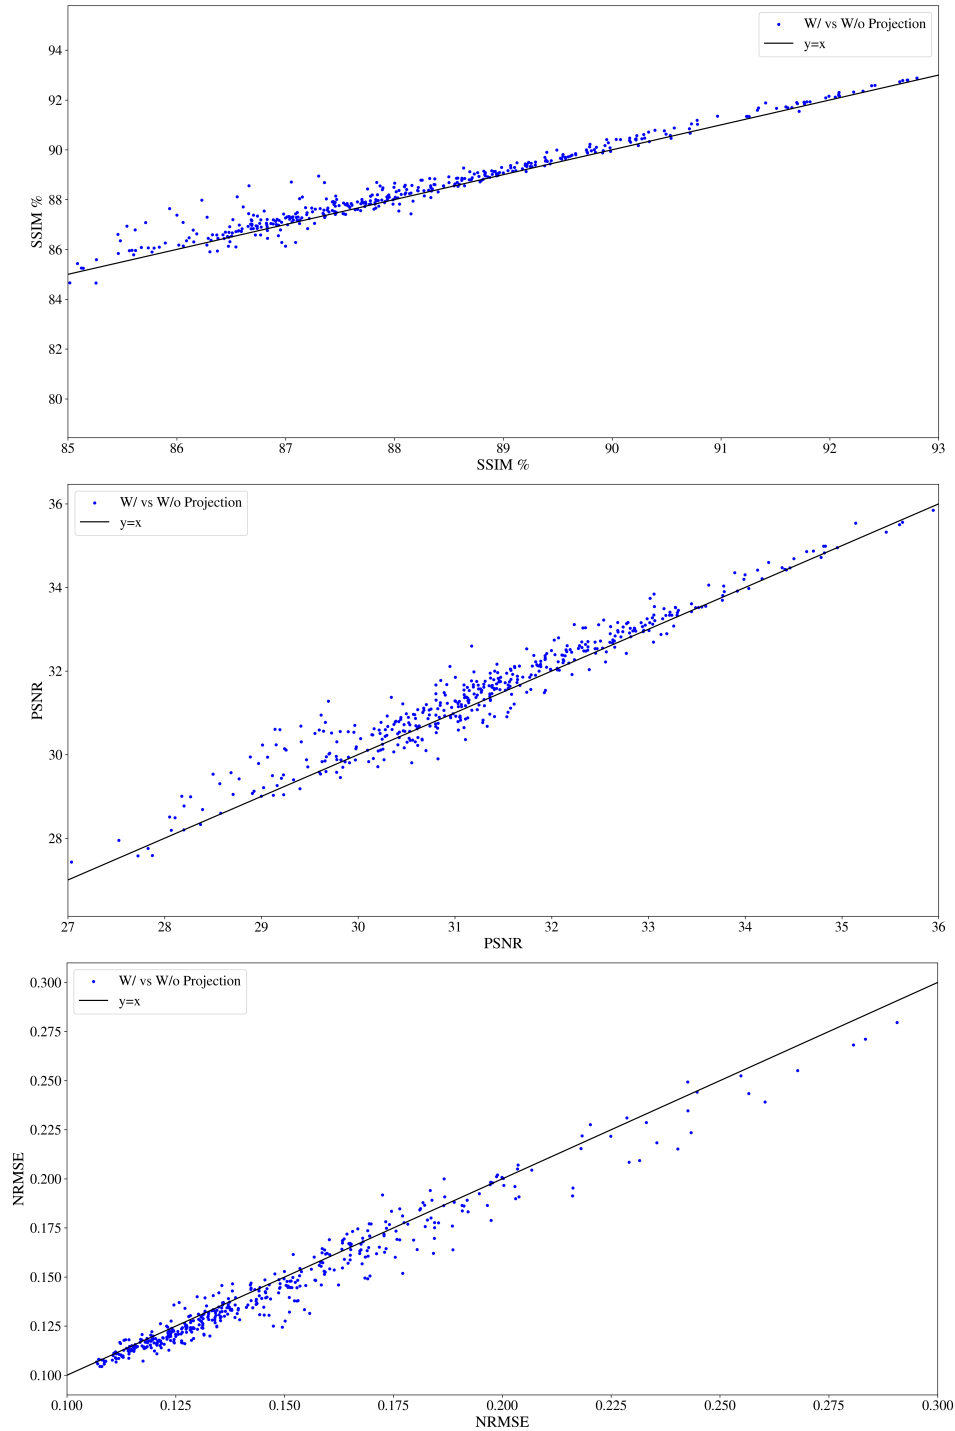 W/ vs W/o Projection
y=x
94
92
90
88
86
84
82
80
SSIM %
85 86 87 88 89 90 91 92 93
SSIM %
W/ vs W/o Projection
y=x
36
34
32
30
28
PSNR
27 28 29 30 31 32 33 34 35 36
PSNR
W/ vs W/o Projection
y=x
0.300
0.275
0.250
0.225
0.200
0.175
0.150
0.125
0.100
NRMSE
0.100 0.125 0.150 0.175 0.200 0.225 0.250 0.275 0.300
NRMSE